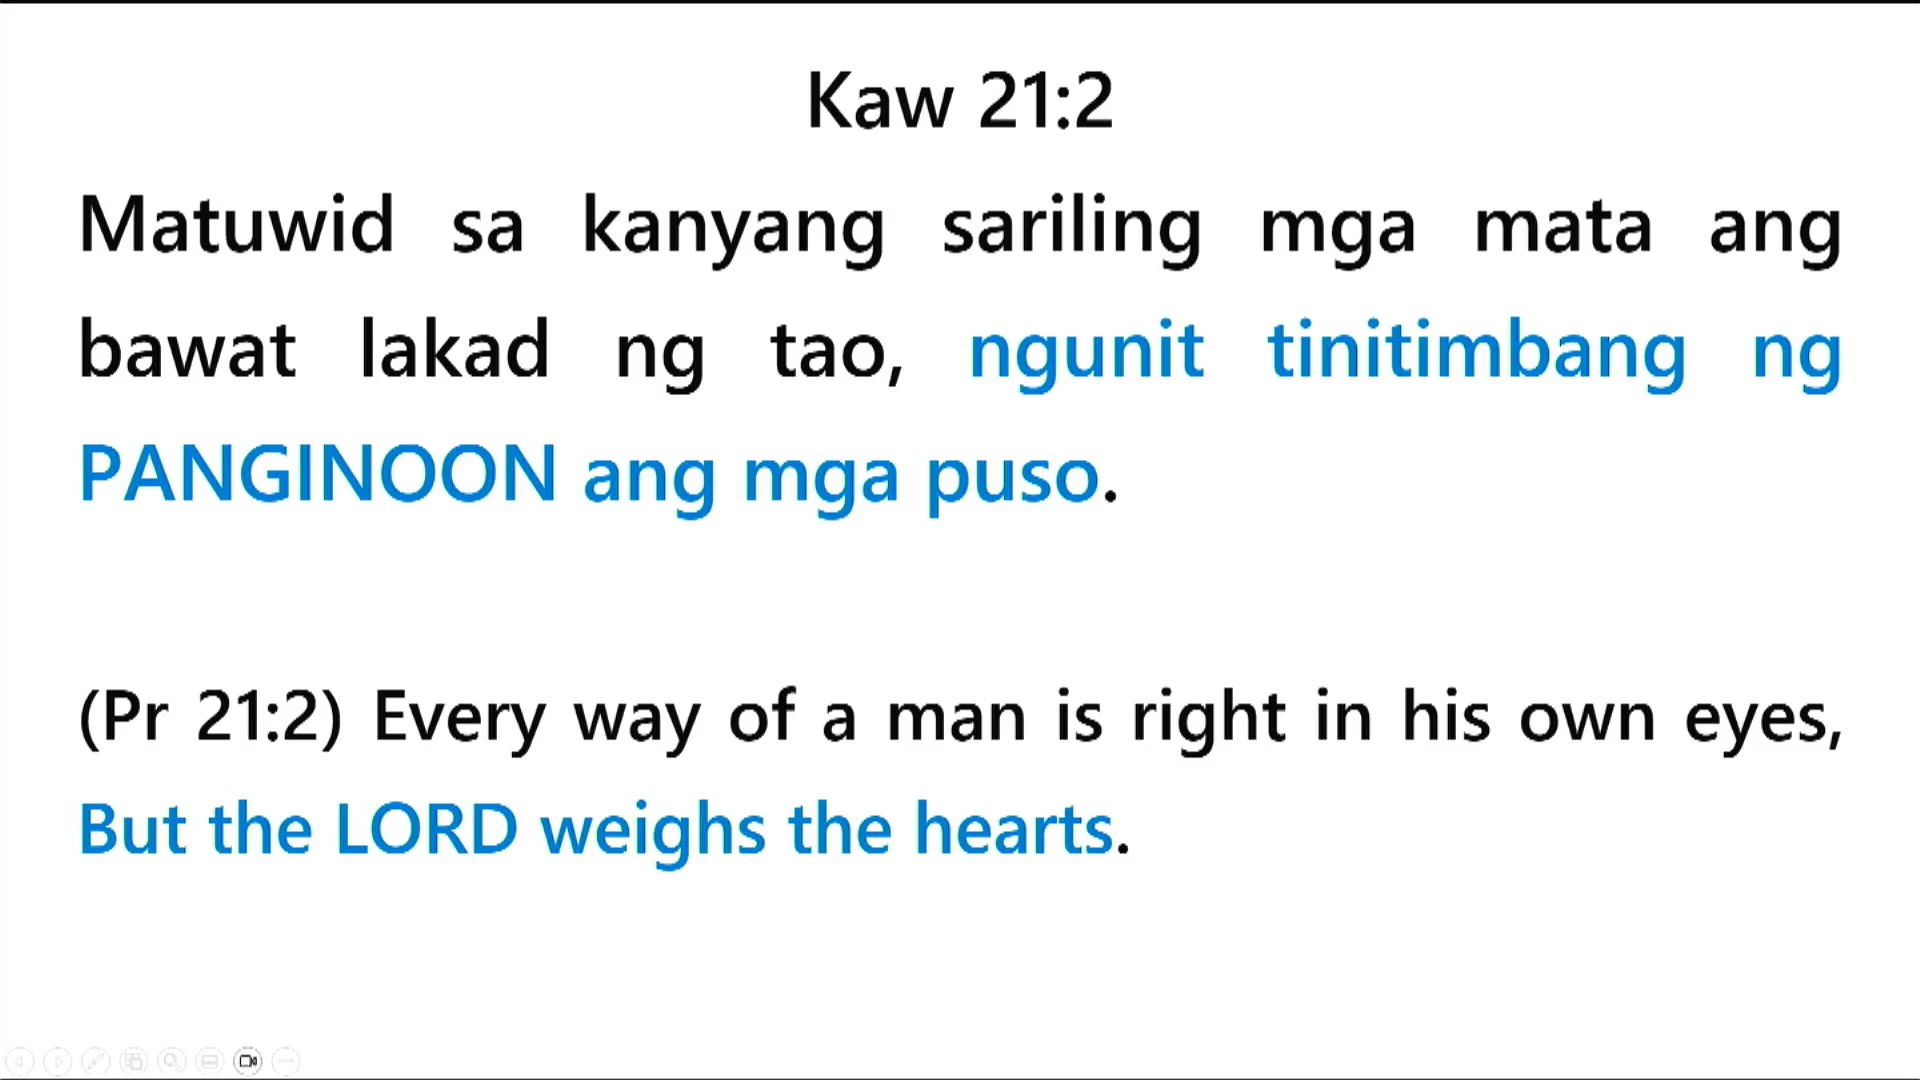 Kaw 21:2
Matuwid sa kanyang sariling mga mata ang
bawat lakad ng tao, ngunit tinitimbang ng
PANGINOON ang mga puso.
(Pr 21:2) Every way of a man is right in his own eyes,
But the LORD weighs the hearts.